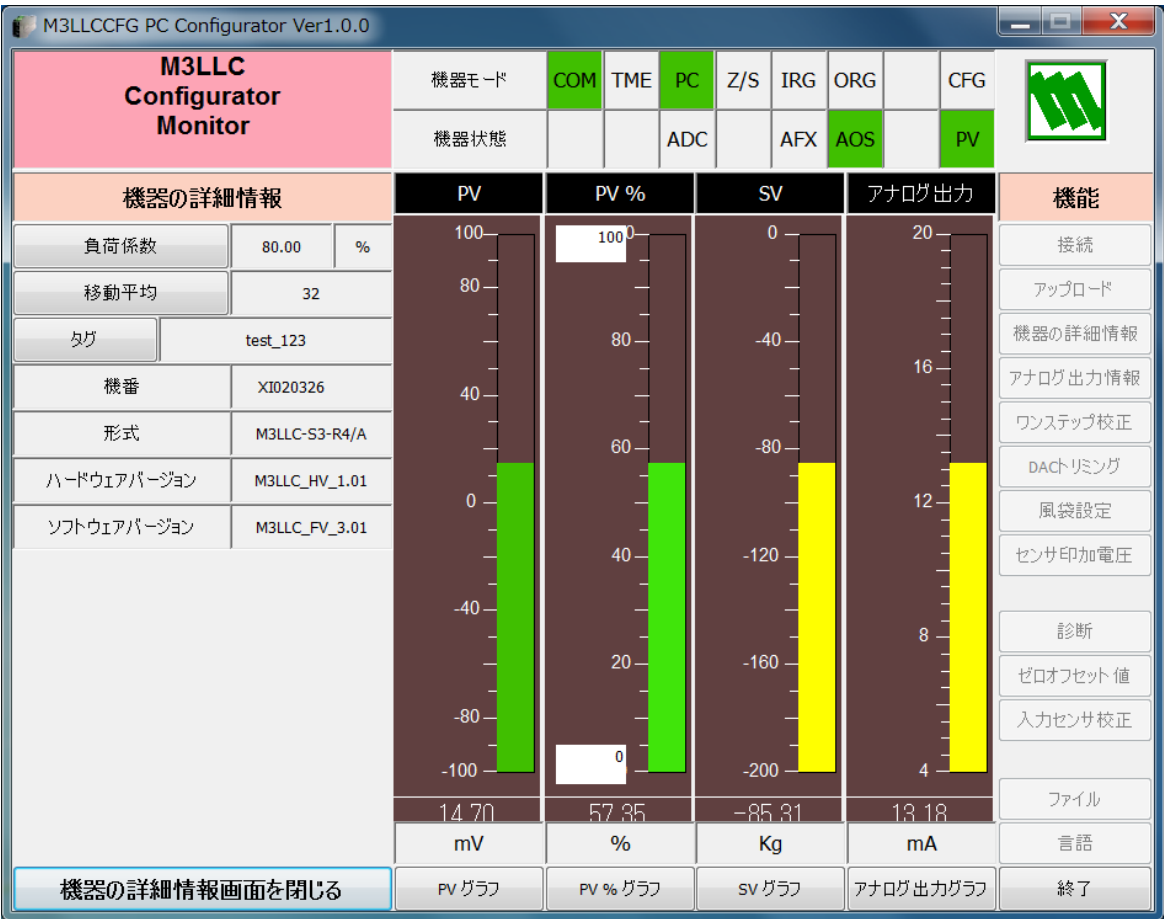 M3LLCCFG PC Configurator Ver1.0.0
M3LLC
Configurator
Monitor
機器モード
COM TME PC Z/S IRG ORG CFG
機器状態
ADC AFX AOS PV
機器の詳細情報
負荷係数 80.00 %
移動平均 32
タグ test_123
機番 XI020326
形式 M3LLC-S3-R4/A
ハードウェアバージョン M3LLC_HV_1.01
ソフトウェアバージョン M3LLC_FV_3.01
機器の詳細情報画面を閉じる
PV
100
80
40
0
-40
-80
-100
14.70
mV
PV グラフ
PV %
100
80
60
40
20
0
57.35
%
PV % グラフ
SV
0
-40
-80
-120
-160
-200
-85.31
Kg
SV グラフ
アナログ出力
20
16
12
8
4
13.18
mA
アナログ出力グラフ
機能
接続
アップロード
機器の詳細情報
アナログ出力情報
ワンステップ校正
DACトリミング
風袋設定
センサ印加電圧
診断
ゼロオフセット値
入力センサ校正
ファイル
言語
終了